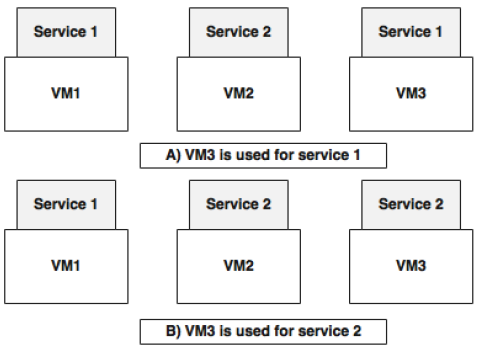 Service 1
Service 2
Service 1
VM1
VM2
VM3
A) VM3 is used for service 1
Service 1
Service 2
Service 2
VM1
VM2
VM3
B) VM3 is used for service 2